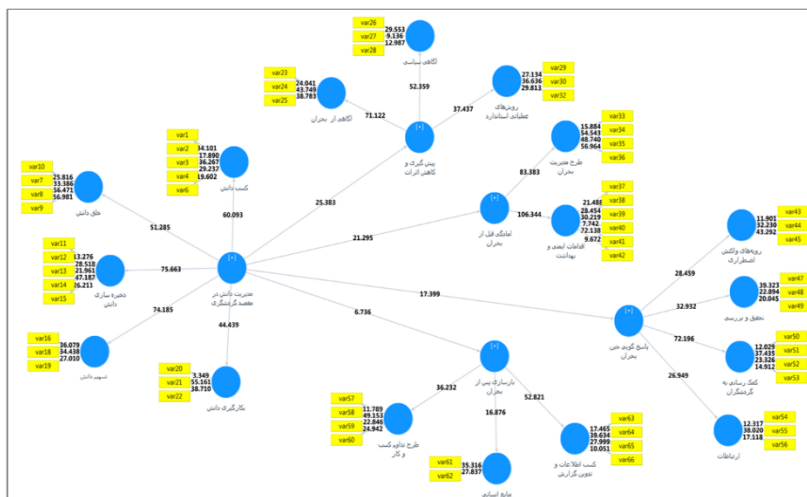 var26
var27
var28
29.553
9.136
12.987
آگاهی سیاسی
52.359
var23
var24
var25
24.041
43.749
38.783
آگاهی از بحران
71.122
27.134
36.636
29.813
var29
var30
var32
رویه‌های
عملیاتی استاندارد
37.437
[+]
پیش گیری و
کاهش اثرات
25.383
var33
var34
var35
var36
15.884
54.543
48.740
56.964
طرح مدیریت
بحران
83.383
var1
var2
var3
var4
var6
34.101
17.890
36.267
29.237
19.602
کسب دانش
60.093
var10
var7
var8
var9
25.816
33.386
56.471
56.981
خلق دانش
51.285
[+]
آمادگی قبل از
بحران
21.295
106.344
var37
var38
var39
var40
var41
var42
21.488
28.454
30.219
7.742
72.138
9.672
اقدامات ایمنی و
بهداشت
var11
var12
var13
var14
var15
13.276
28.518
21.961
47.187
26.211
ذخیره سازی
دانش
75.663
[+]
مدیریت دانش در
مقصد گردشگری
17.399
var43
var44
var45
11.901
32.230
43.292
رویه‌های واکنش
اضطراری
28.459
var47
var48
var49
39.323
22.894
20.045
تحقیق و بررسی
32.932
[+]
پاسخ گویی حین
بحران
var16
var18
var19
36.079
34.438
27.010
تسهیم دانش
74.185
44.439
var20
var21
var22
3.349
55.161
38.710
بکارگیری دانش
6.736
[+]
بازسازی پس از
بحران
72.196
var50
var51
var52
var53
12.029
37.435
23.326
14.912
کمک رسانی به
گردشگران
26.949
var54
var55
var56
12.317
38.020
17.118
ارتباطات
36.232
var57
var58
var59
var60
11.789
49.153
22.846
24.942
طرح تداوم کسب
و کار
16.876
var61
var62
35.316
27.837
منابع انسانی
52.821
var63
var64
var65
var66
17.465
39.634
27.999
10.051
کسب اطلاعات و
تدوین گزارش